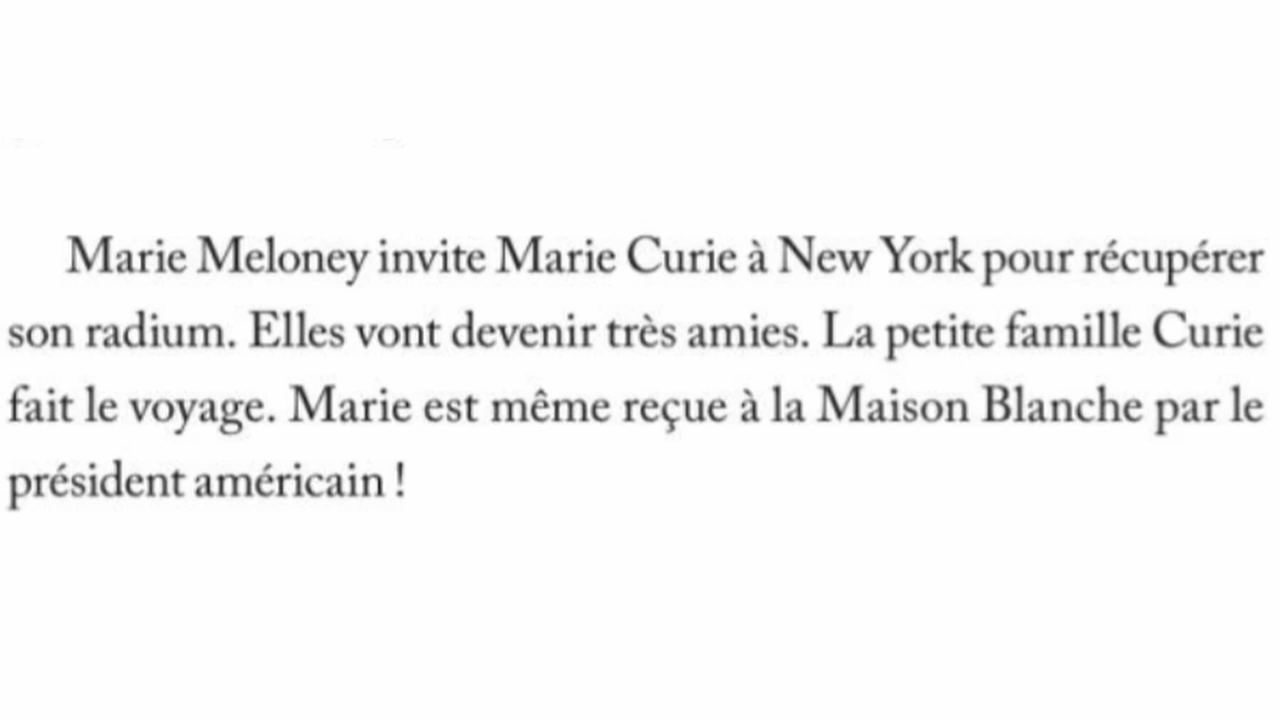 Marie Meloney invite Marie Curie à New York pour récupérer
son radium. Elles vont devenir très amies. La petite famille Curie
fait le voyage. Marie est même reçue à la Maison Blanche par le
président américain !